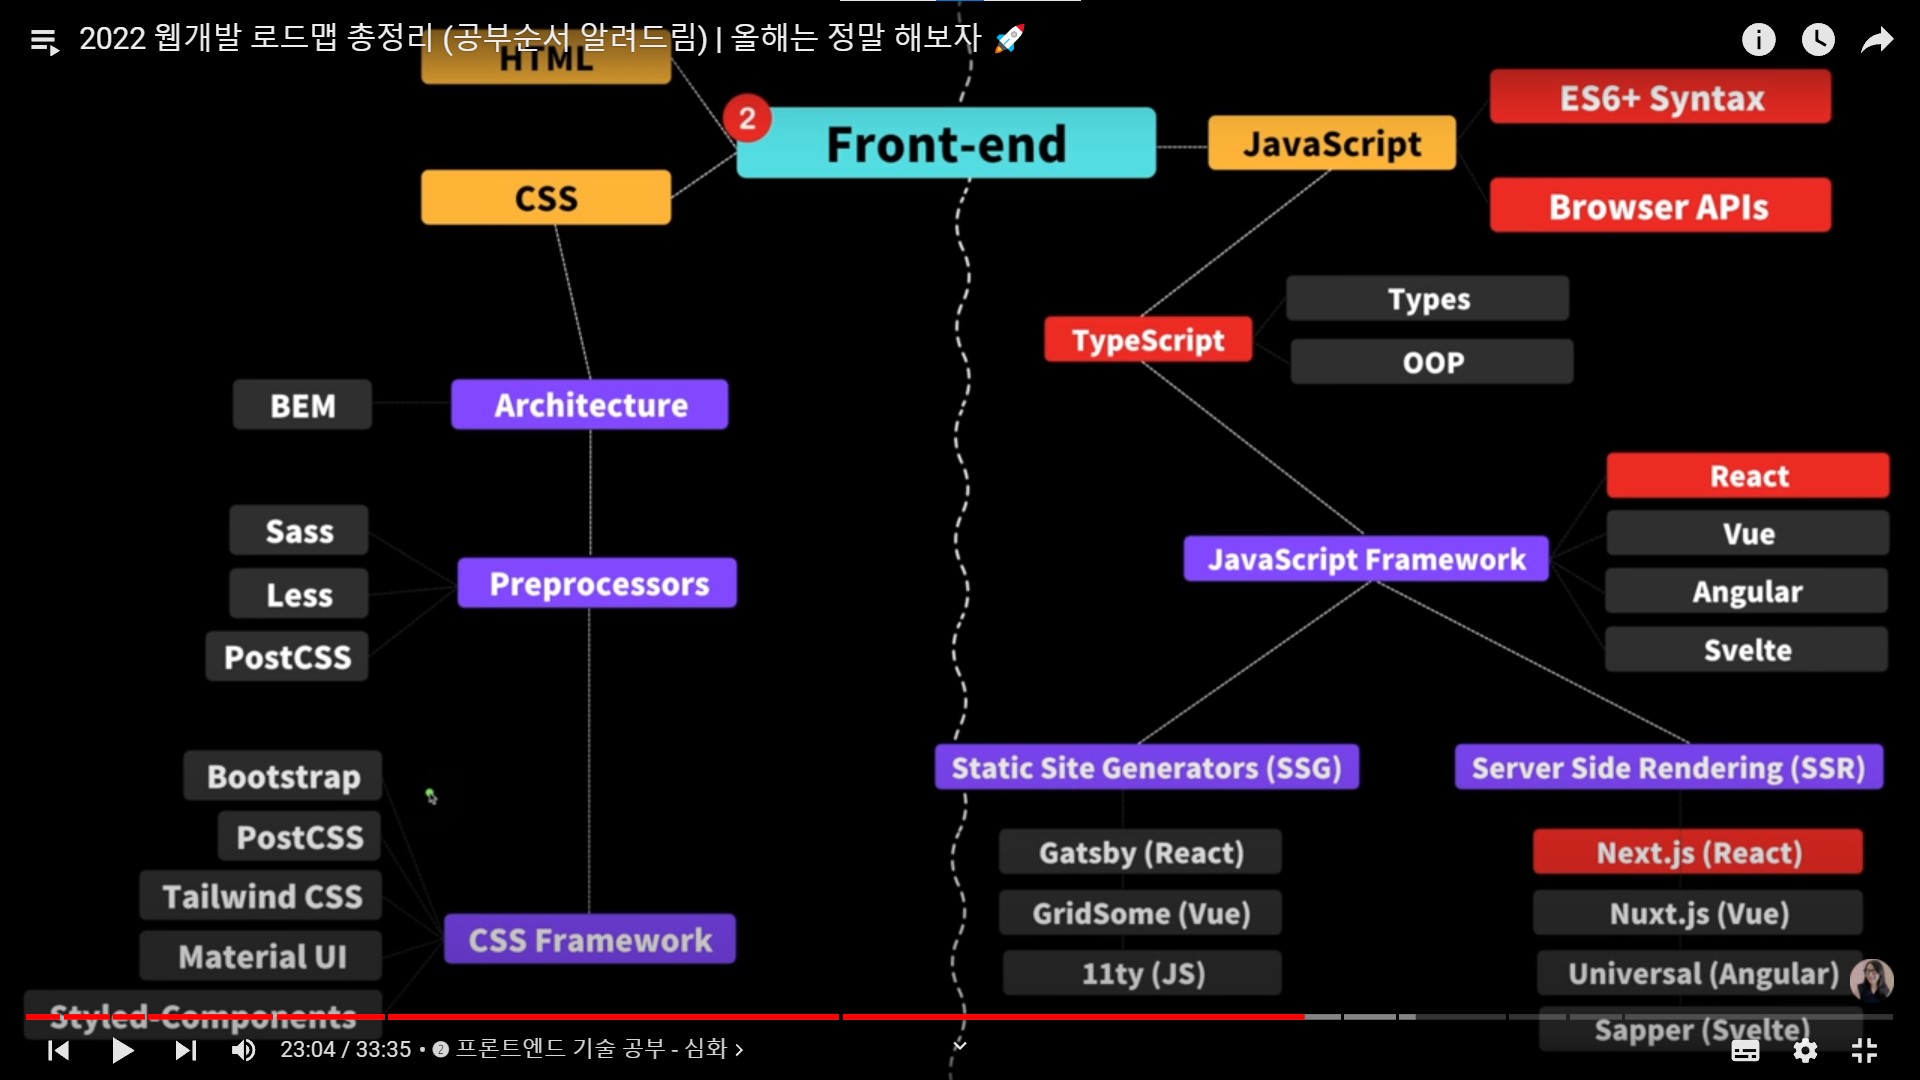 2022 웹개발 로드맵 총정리 (공부순서 알려드림) | 올해는 정말 해보자 🚀
HTML
2
Front-end
CSS
JavaScript
ES6+ Syntax
Browser APIs
TypeScript
Types
OOP
BEM
Architecture
Sass
Less
PostCSS
Preprocessors
JavaScript Framework
React
Vue
Angular
Svelte
Bootstrap
PostCSS
Tailwind CSS
Material UI
Styled-Components
CSS Framework
Static Site Generators (SSG)
Gatsby (React)
GridSome (Vue)
11ty (JS)
Server Side Rendering (SSR)
Next.js (React)
Nuxt.js (Vue)
Universal (Angular)
Sapper (Svelte)
23:04 / 33:35 • ❷ 프론트엔드 기술 공부 - 심화 >